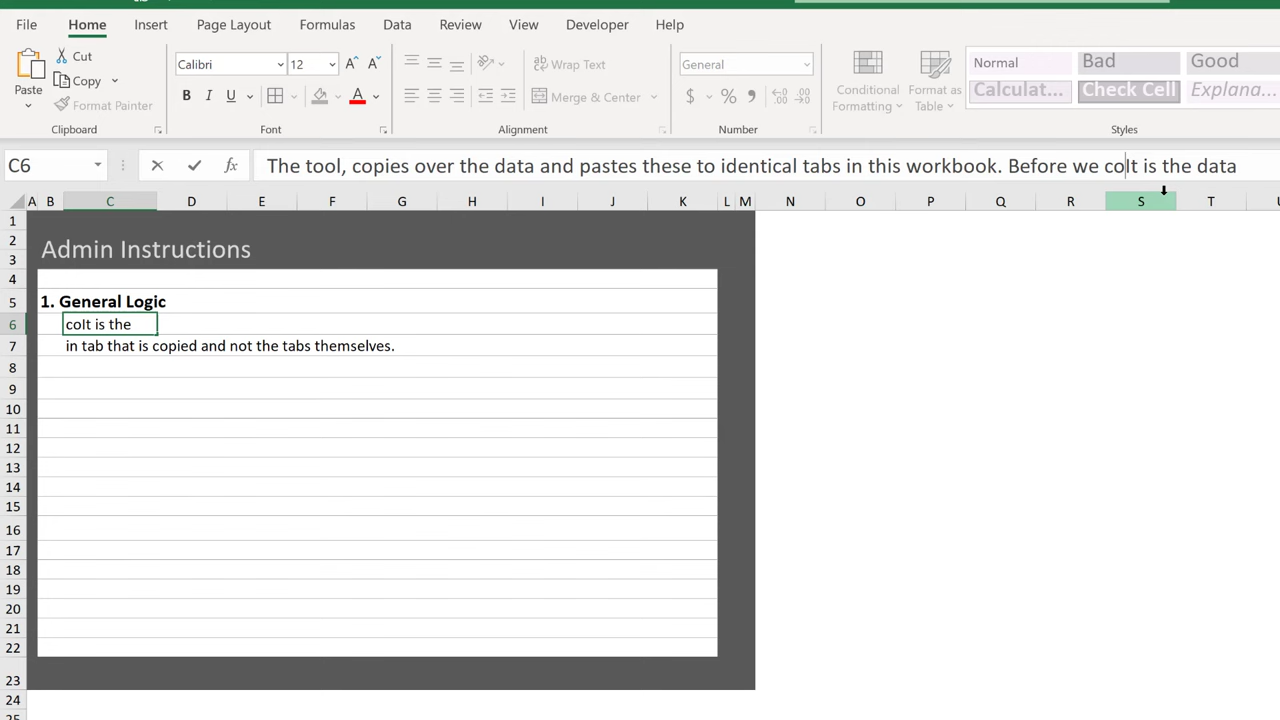 File Home Insert Page Layout Formulas Data Review View Developer Help
Paste Cut Copy Format Painter Clipboard
Calibri 12 A A B I U A Font
Wrap Text Merge & Center Alignment
General $ % Number
Conditional Formatting Format as Table
Normal Bad Good
Calculat... Check Cell Explana...
Styles
C6 fx The tool, copies over the data and pastes these to identical tabs in this workbook. Before we coIt is the data
A B C D E F G H I J K L M N O P Q R S T
1
2 Admin Instructions
3
4
5 1. General Logic
6 coIt is the
7 in tab that is copied and not the tabs themselves.
8
9
10
11
12
13
14
15
16
17
18
19
20
21
22
23
24